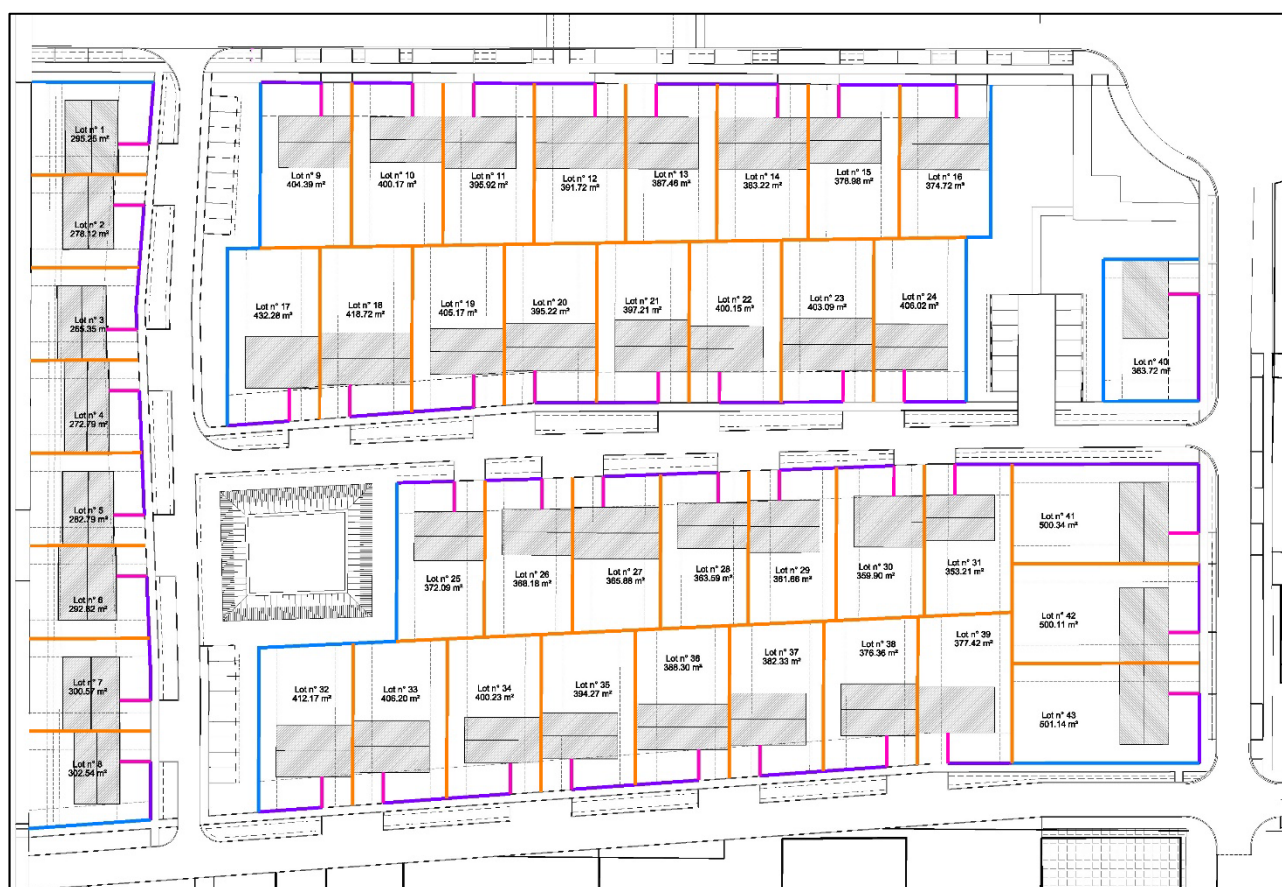 Lot n° 1
295.25 m²
Lot n° 2
278.12 m²
Lot n° 3
265.35 m²
Lot n° 4
272.79 m²
Lot n° 5
282.79 m²
Lot n° 6
292.82 m²
Lot n° 7
300.57 m²
Lot n° 8
302.54 m²
Lot n° 9
404.39 m²
Lot n° 10
400.17 m²
Lot n° 11
395.92 m²
Lot n° 12
391.72 m²
Lot n° 13
387.46 m²
Lot n° 14
383.22 m²
Lot n° 15
378.98 m²
Lot n° 16
374.72 m²
Lot n° 17
432.28 m²
Lot n° 18
418.72 m²
Lot n° 19
405.17 m²
Lot n° 20
395.22 m²
Lot n° 21
397.21 m²
Lot n° 22
400.15 m²
Lot n° 23
403.09 m²
Lot n° 24
406.02 m²
Lot n° 40
363.72 m²
Lot n° 25
372.09 m²
Lot n° 26
368.18 m²
Lot n° 27
365.88 m²
Lot n° 28
363.59 m²
Lot n° 29
361.66 m²
Lot n° 30
359.90 m²
Lot n° 31
353.21 m²
Lot n° 41
500.34 m²
Lot n° 42
500.11 m²
Lot n° 43
501.14 m²
Lot n° 32
412.17 m²
Lot n° 33
406.20 m²
Lot n° 34
400.23 m²
Lot n° 35
394.27 m²
Lot n° 36
388.30 m²
Lot n° 37
382.33 m²
Lot n° 38
376.36 m²
Lot n° 39
377.42 m²